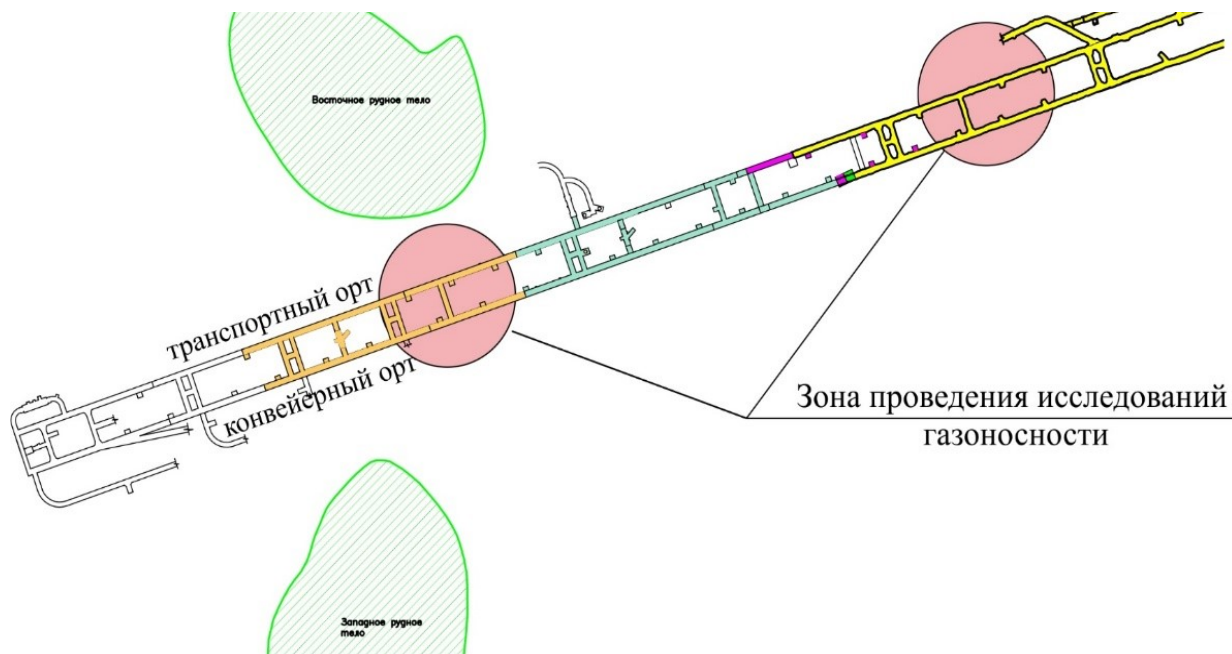 Восточное рудное тело
транспортный орт
конвейерный орт
Зона проведения исследований
газоносности
Западное рудное
тело